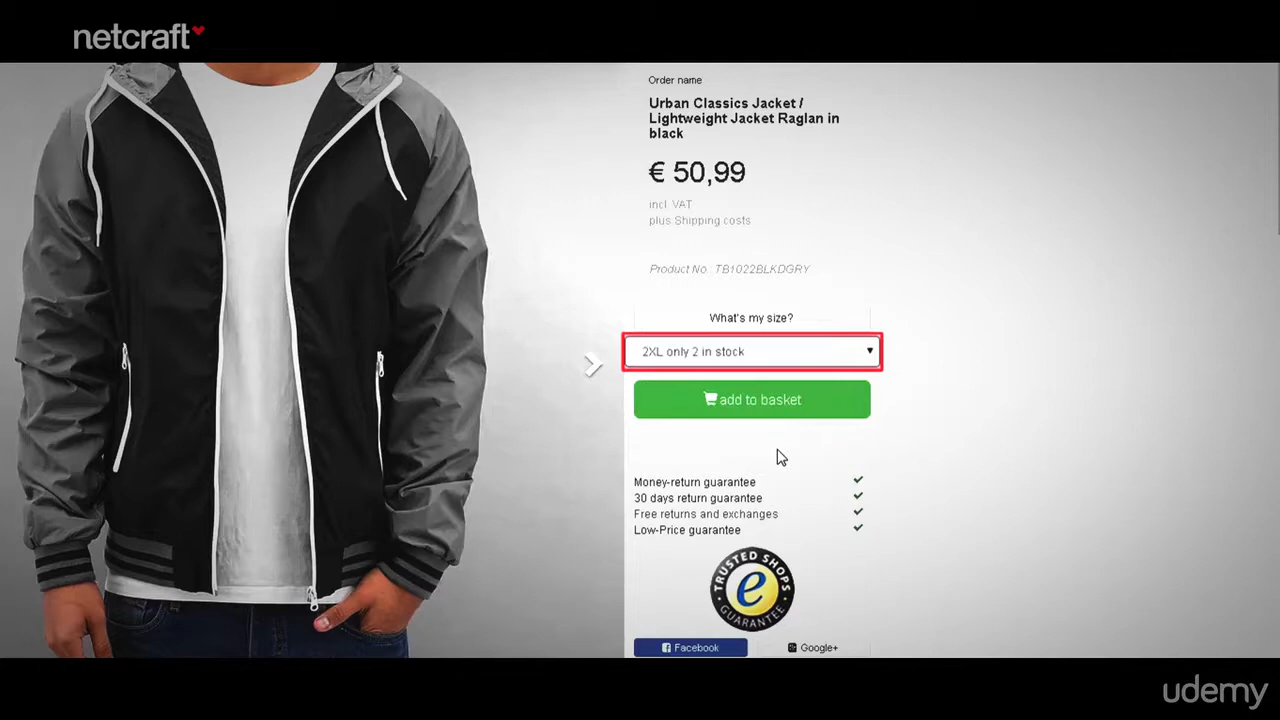 netcraft
Order name
Urban Classics Jacket /
Lightweight Jacket Raglan in
black
€ 50,99
incl. VAT
plus Shipping costs
Product No. TB1022BLKDGRY
What's my size?
2XL only 2 in stock
add to basket
Money-return guarantee
30 days return guarantee
Free returns and exchanges
Low-Price guarantee
TRUSTED SHOPS
e
GUARANTEE
Facebook
Google+
udemy